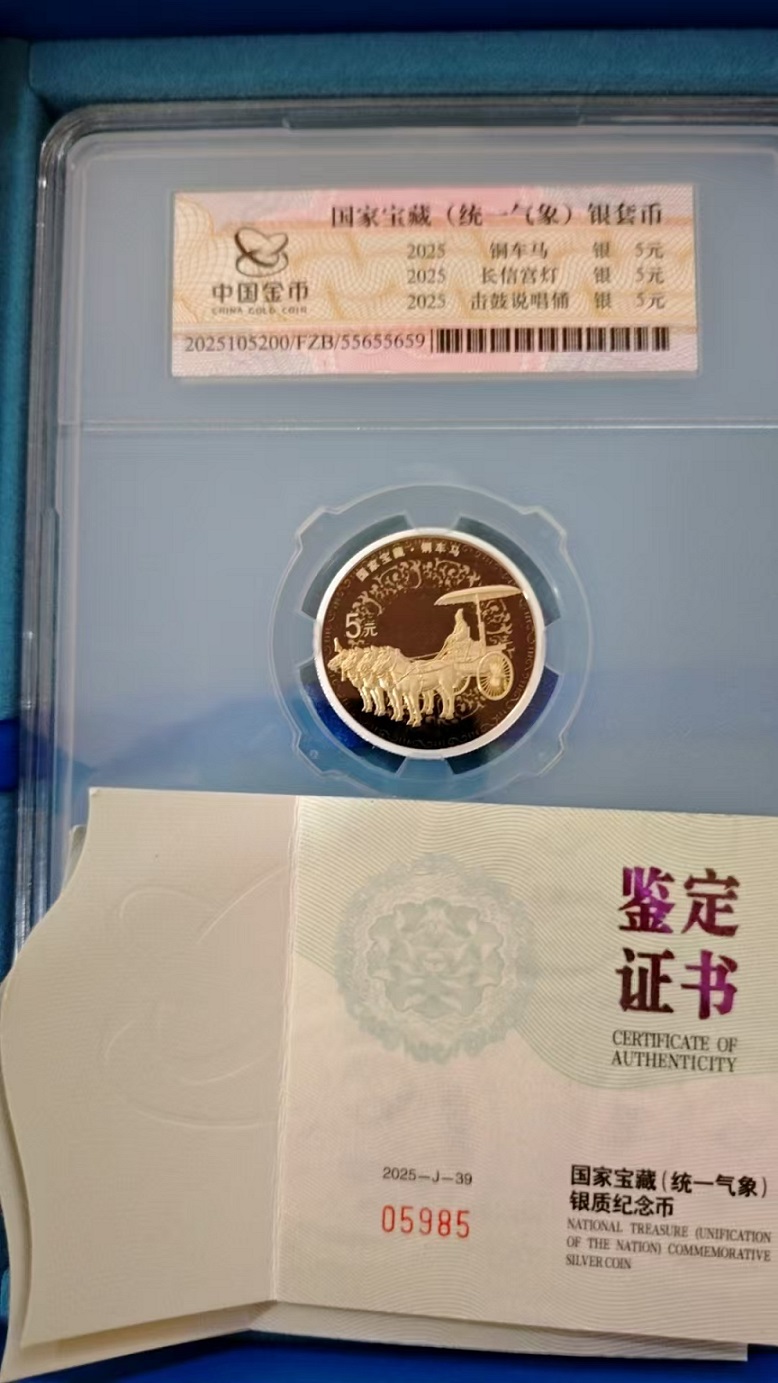 国家宝藏（统一气象）银套币
中国金币
CHINA GOLD COIN
2025 铜车马 银 5元
2025 长信宫灯 银 5元
2025 击鼓说唱俑 银 5元
2025105200/FZB/55655659
国家宝藏·铜车马
5元
鉴定
证书
CERTIFICATE OF
AUTHENTICITY
2025-J-39
05985
国家宝藏(统一气象)
银质纪念币
NATIONAL TREASURE (UNIFICATION
OF THE NATION) COMMEMORATIVE
SILVER COIN